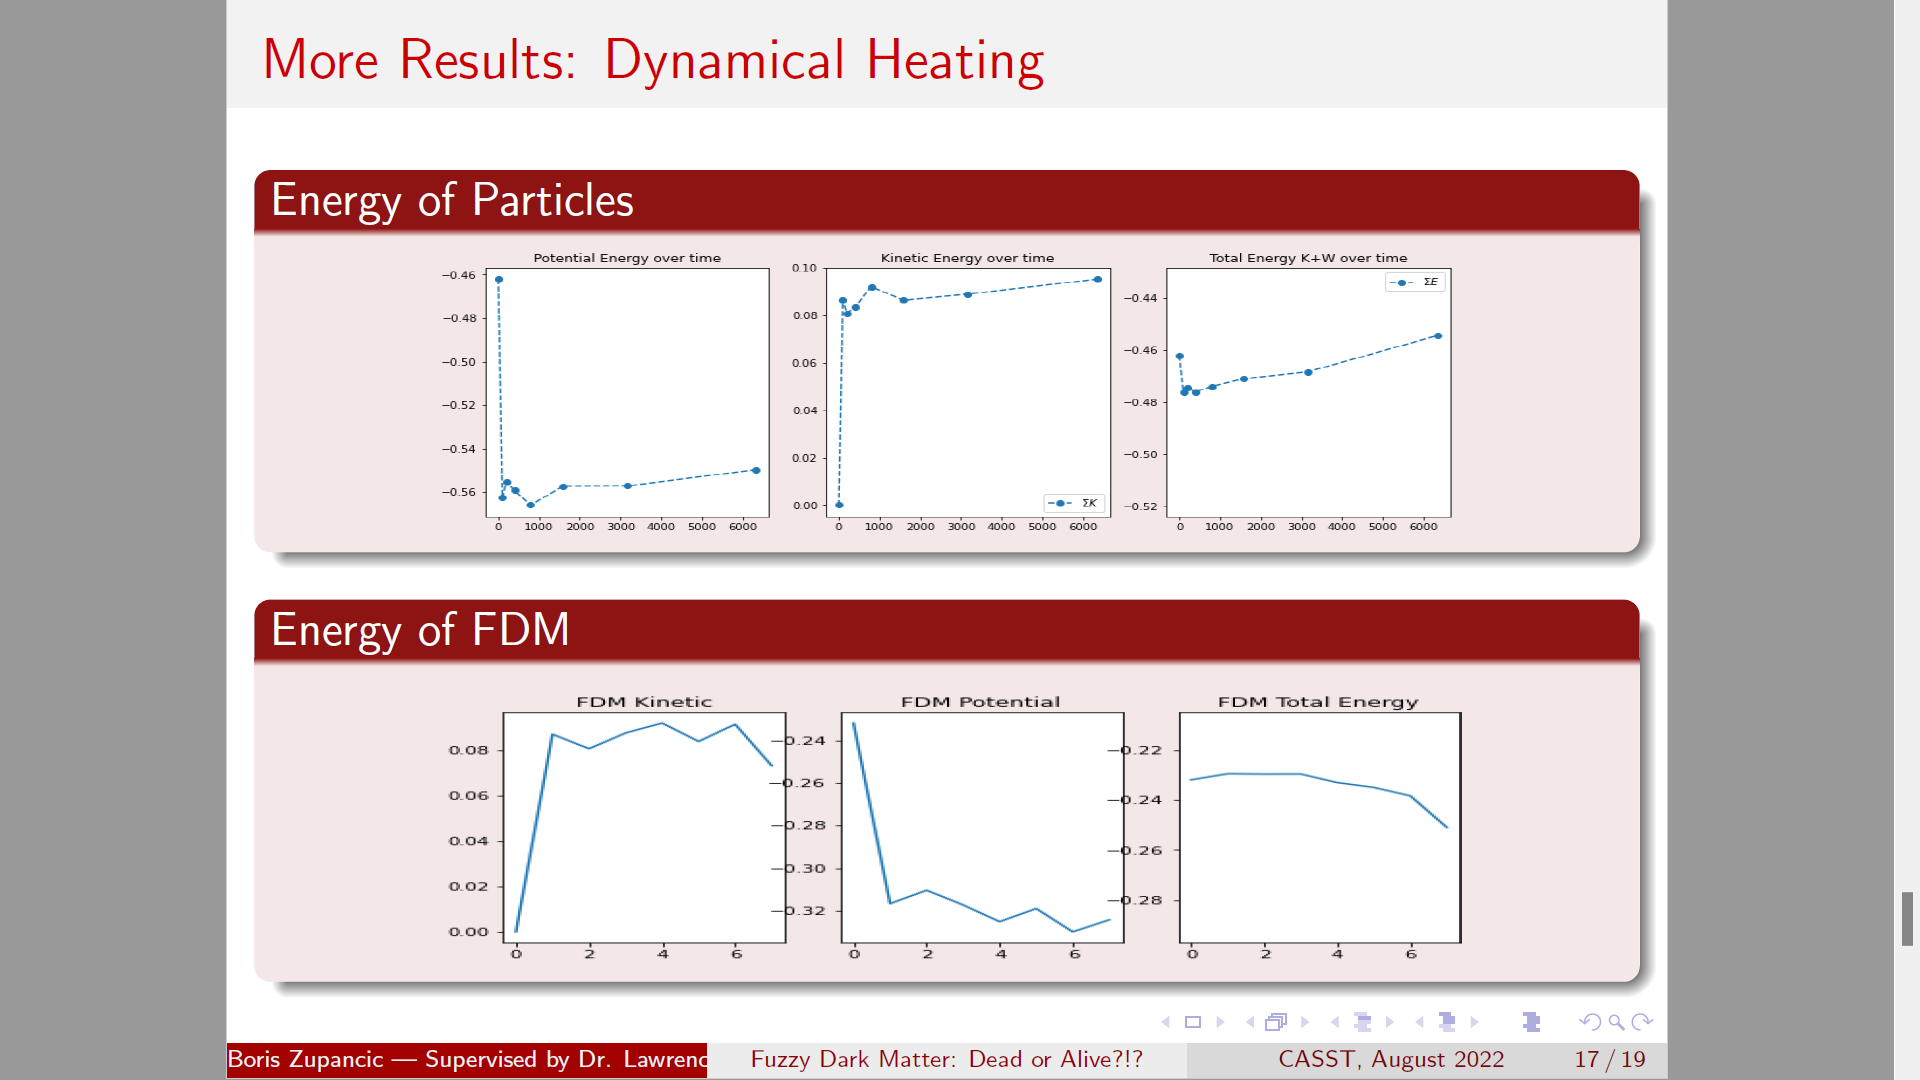 More Results: Dynamical Heating
Energy of Particles
Potential Energy over time
−0.46
−0.48
−0.50
−0.52
−0.54
−0.56
0 1000 2000 3000 4000 5000 6000
Kinetic Energy over time
0.10
0.08
0.06
0.04
0.02
0.00
ΣK
0 1000 2000 3000 4000 5000 6000
Total Energy K+W over time
ΣE
−0.44
−0.46
−0.48
−0.50
−0.52
0 1000 2000 3000 4000 5000 6000
Energy of FDM
FDM Kinetic
0.08
0.06
0.04
0.02
0.00
0 2 4 6
FDM Potential
−0.24
−0.26
−0.28
−0.30
−0.32
0 2 4 6
FDM Total Energy
−0.22
−0.24
−0.26
−0.28
0 2 4 6
Boris Zupancic — Supervised by Dr. Lawrenc
Fuzzy Dark Matter: Dead or Alive?!?
CASST, August 2022
17 / 19